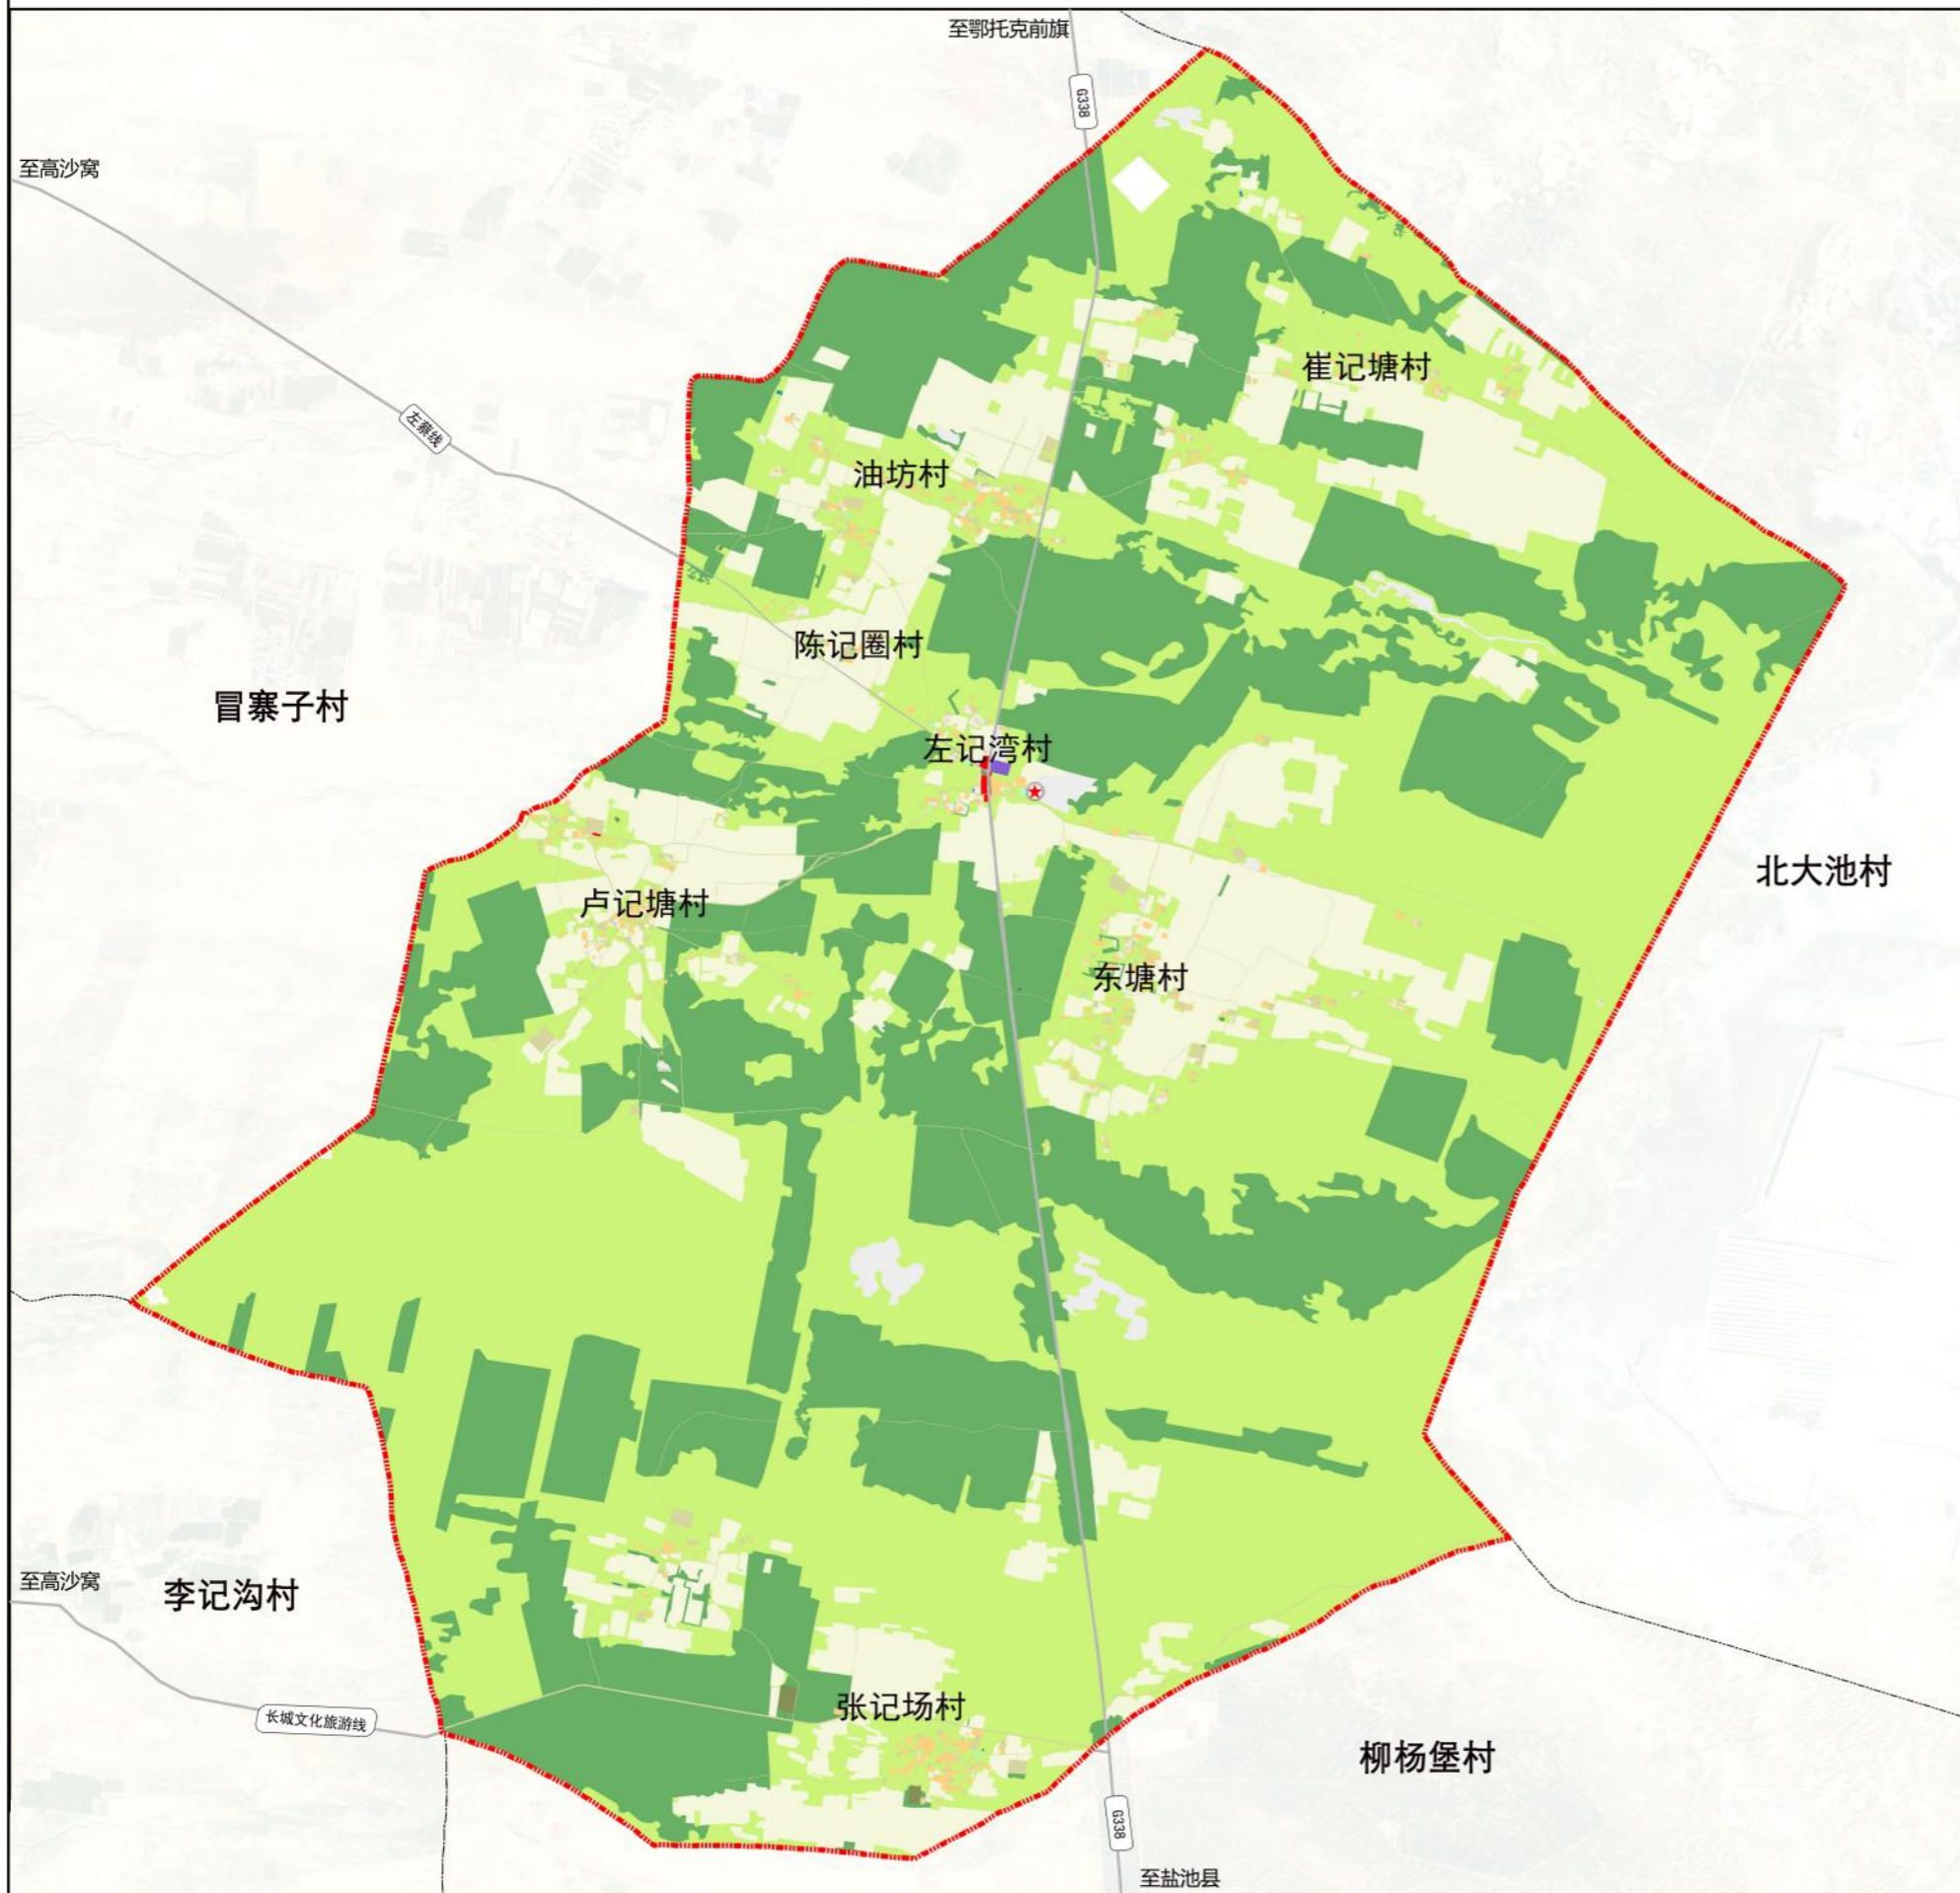 至鄂托克前旗
G338
至高沙窝
崔记塘村
左蔡线
油坊村
陈记圈村
冒寨子村
左记湾村
北大池村
卢记塘村
东塘村
至高沙窝
李记沟村
张记场村
长城文化旅游线
柳杨堡村
G338
至盐池县